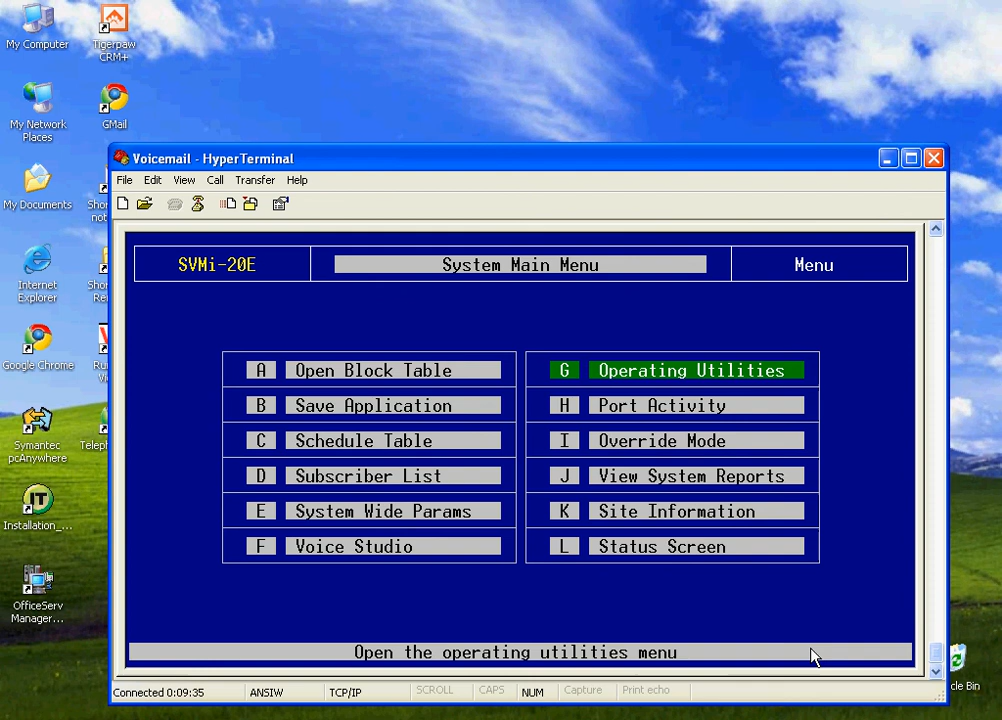 My Computer
Tigerpaw
CRM+
My Network
Places
GMail
My Documents
Internet
Explorer
Google Chrome
Symantec
pcAnywhere
Installation_...
OfficeServ
Manager...
Voicemail - HyperTerminal
File Edit View Call Transfer Help
SVMi-20E
System Main Menu
Menu
A Open Block Table
B Save Application
C Schedule Table
D Subscriber List
E System Wide Params
F Voice Studio
G Operating Utilities
H Port Activity
I Override Mode
J View System Reports
K Site Information
L Status Screen
Open the operating utilities menu
Connected 0:09:35 ANSIW TCP/IP SCROLL CAPS NUM Capture Print echo
cle Bin